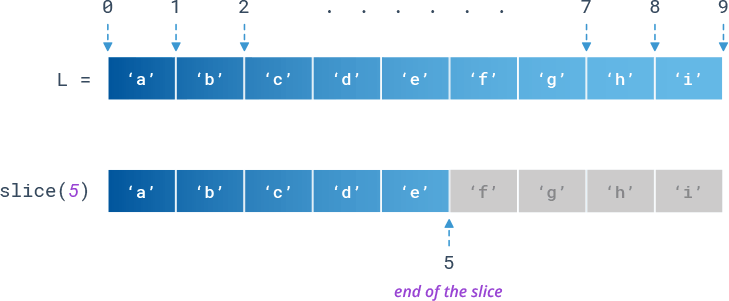 0 1 2 . . . . . . 7 8 9
L = ‘a’ ‘b’ ‘c’ ‘d’ ‘e’ ‘f’ ‘g’ ‘h’ ‘i’
slice(5) ‘a’ ‘b’ ‘c’ ‘d’ ‘e’ ‘f’ ‘g’ ‘h’ ‘i’
5
end of the slice